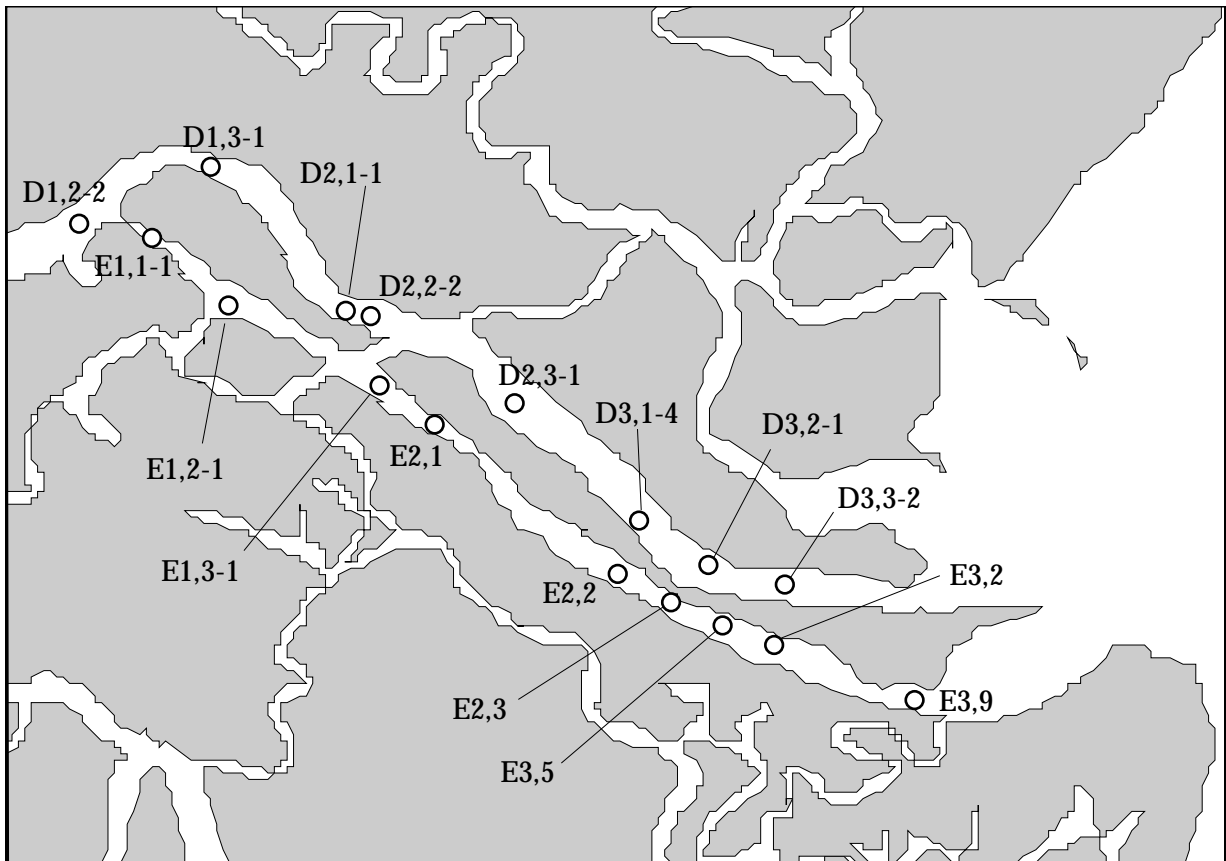 D1,3-1
D2,1-1
D1,2-2
E1,1-1
D2,2-2
D2,3-1
D3,1-4
D3,2-1
E2,1
E1,2-1
D3,3-2
E1,3-1
E2,2
E3,2
E2,3
E3,9
E3,5